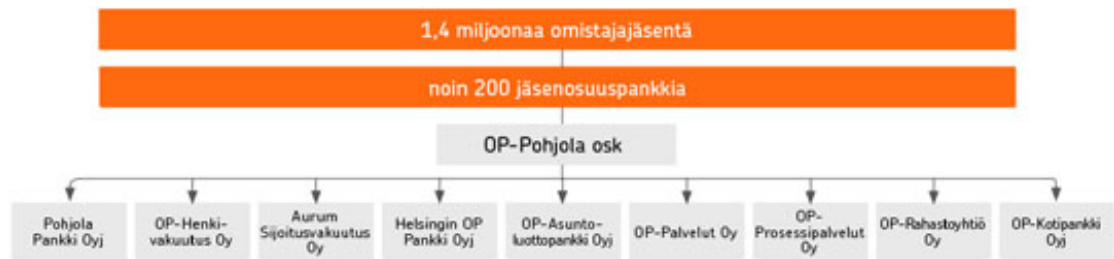 1,4 miljoonaa omistajajäsentä
noin 200 jäsenosuuspankkia
OP-Pohjola osk
Pohjola
Pankki Oyj
OP-Henki-
vakuutus Oy
Aurum
Sijoitusvakuutus
Oy
Helsingin OP
Pankki Oyj
OP-Asunto-
luottopankki Oyj
OP-Palvelut Oy
OP-
Prosessipalvelut
Oy
OP-Rahastoyhtiö
Oy
OP-Kotipankki
Oyj